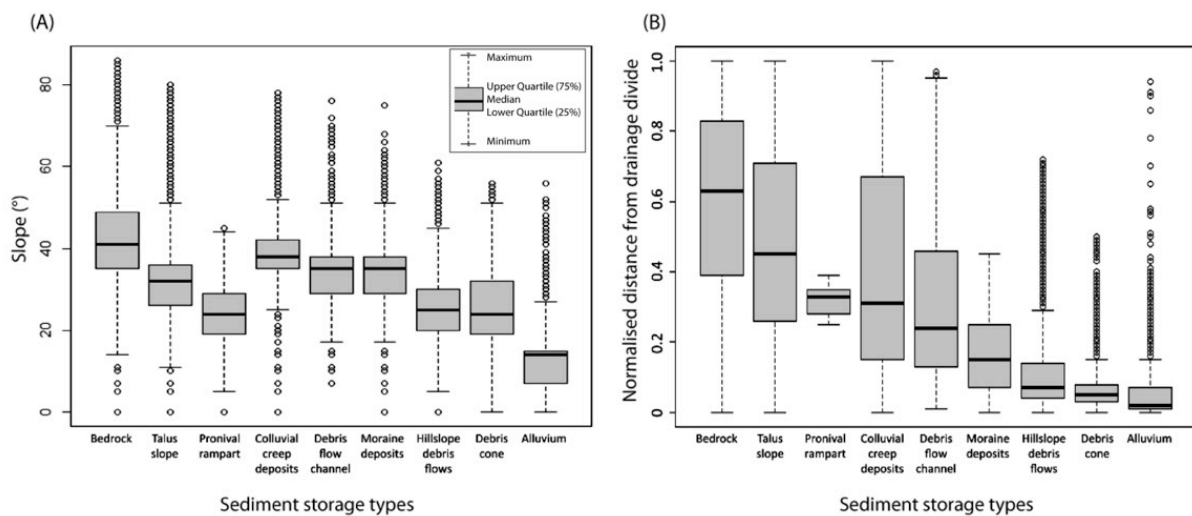 (A)
Maximum
Upper Quartile (75%)
Median
Lower Quartile (25%)
Minimum
Slope (°)
80
60
40
20
0
Bedrock
Talus
slope
Pronival
rampart
Colluvial
creep
deposits
Debris
flow
channel
Moraine
deposits
Hillslope
debris
flows
Debris
cone
Alluvium
Sediment storage types
(B)
Normalised distance from drainage divide
1.0
0.8
0.6
0.4
0.2
0
Bedrock
Talus
slope
Pronival
rampart
Colluvial
creep
deposits
Debris
flow
channel
Moraine
deposits
Hillslope
debris
flows
Debris
cone
Alluvium
Sediment storage types